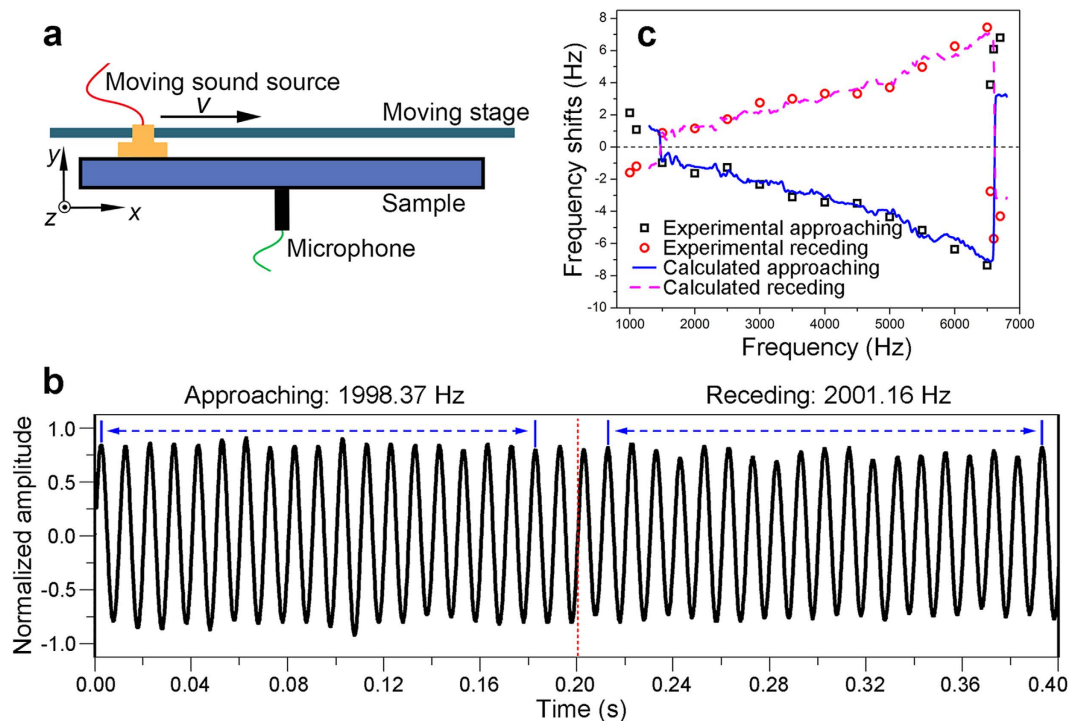 a
Moving sound source
v
Moving stage
y
z
x
Sample
Microphone
c
Frequency shifts (Hz)
8
6
4
2
0
-2
-4
-6
-8
-10
Experimental approaching
Experimental receding
Calculated approaching
Calculated receding
1000 2000 3000 4000 5000 6000 7000
Frequency (Hz)
b
Approaching: 1998.37 Hz
Receding: 2001.16 Hz
Normalized amplitude
1.0
0.5
0.0
-0.5
-1.0
0.00 0.04 0.08 0.12 0.16 0.20 0.24 0.28 0.32 0.36 0.40
Time (s)